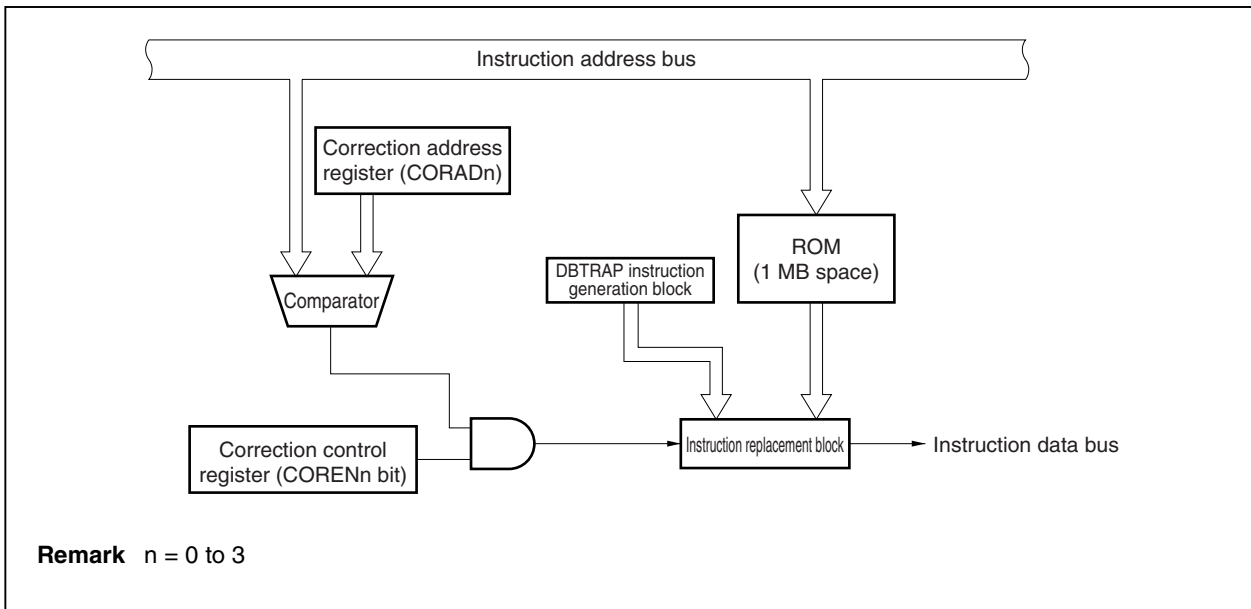 Instruction address bus
Correction address
register (CORADn)
ROM
(1 MB space)
DBTRAP instruction
generation block
Comparator
Correction control
register (CORENn bit)
Instruction replacement block
Instruction data bus
Remark n = 0 to 3